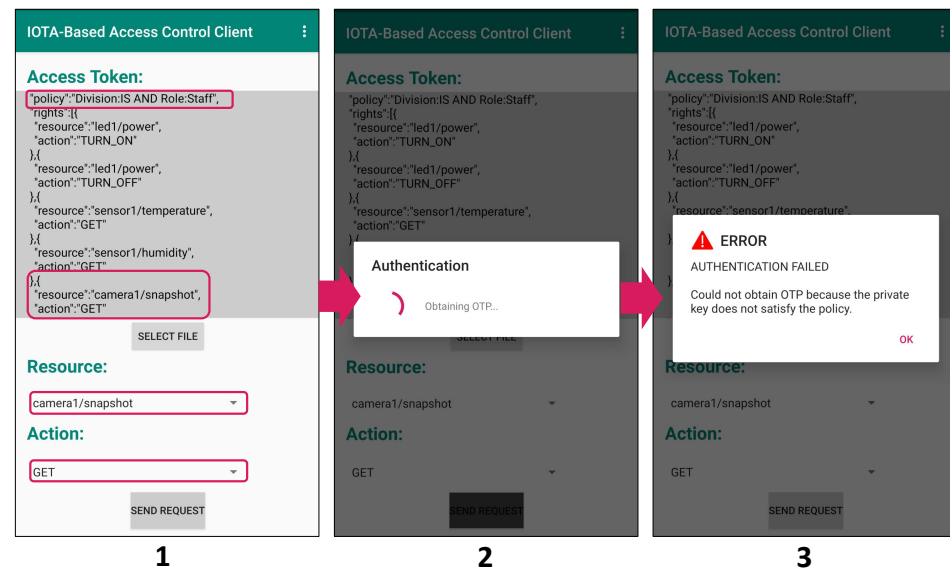 IOTA-Based Access Control Client
Access Token:
"policy":"Division:IS AND Role:Staff",
"rights":[{
"resource":"led1/power",
"action":"TURN_ON"
},{
"resource":"led1/power",
"action":"TURN_OFF"
},{
"resource":"sensor1/temperature",
"action":"GET"
},{
"resource":"sensor1/humidity",
"action":"GET"
},{
"resource":"camera1/snapshot",
"action":"GET"
SELECT FILE
Resource:
camera1/snapshot
Action:
GET
SEND REQUEST
1
IOTA-Based Access Control Client
Access Token:
"policy":"Division:IS AND Role:Staff",
"rights":[{
"resource":"led1/power",
"action":"TURN_ON"
},{
"resource":"led1/power",
"action":"TURN_OFF"
},{
"resource":"sensor1/temperature",
"action":"GET"
},{
Authentication
Obtaining OTP...
SELECT FILE
Resource:
camera1/snapshot
Action:
GET
SEND REQUEST
2
IOTA-Based Access Control Client
Access Token:
"policy":"Division:IS AND Role:Staff",
"rights":[{
"resource":"led1/power",
"action":"TURN_ON"
},{
"resource":"led1/power",
"action":"TURN_OFF"
},{
"resource":"sensor1/temperature",
ERROR
AUTHENTICATION FAILED
Could not obtain OTP because the private
key does not satisfy the policy.
OK
Resource:
camera1/snapshot
Action:
GET
SEND REQUEST
3